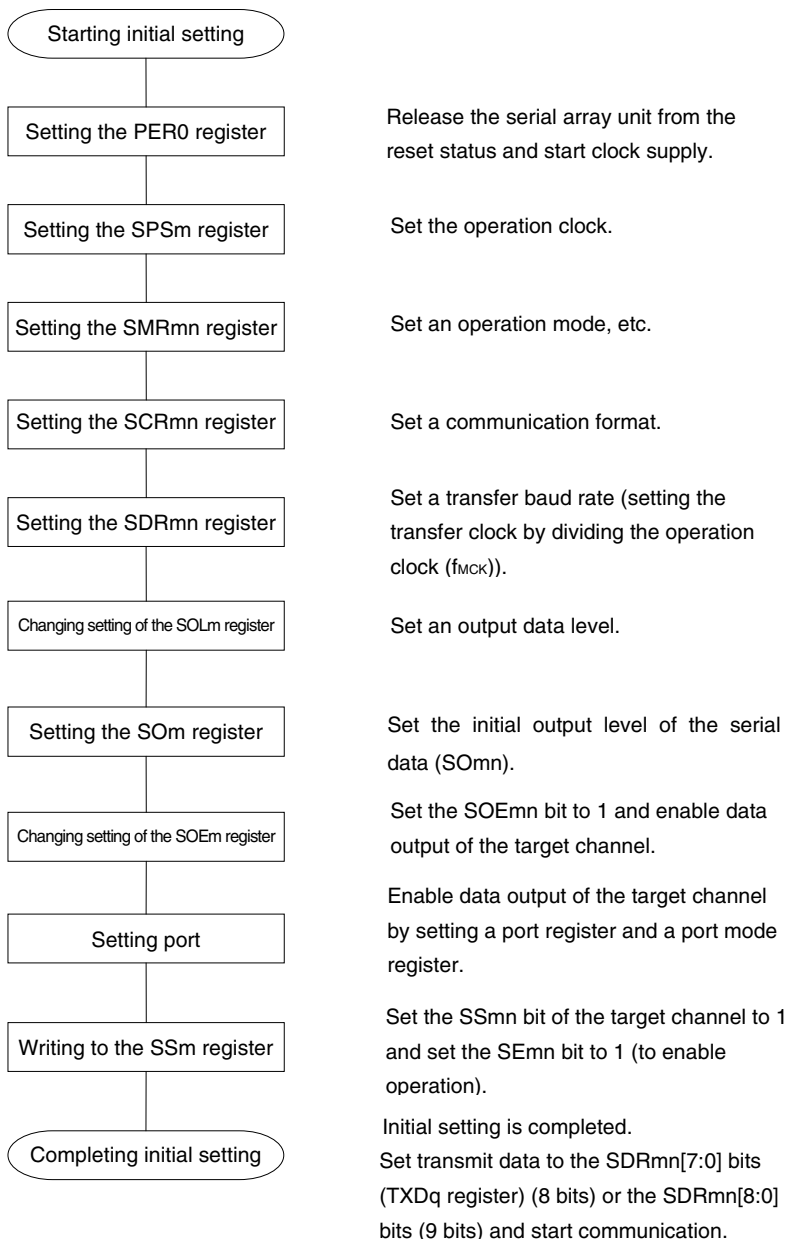 Starting initial setting
Setting the PER0 register
Release the serial array unit from the
reset status and start clock supply.
Setting the SPSm register
Set the operation clock.
Setting the SMRmn register
Set an operation mode, etc.
Setting the SCRmn register
Set a communication format.
Setting the SDRmn register
Set a transfer baud rate (setting the
transfer clock by dividing the operation
clock (fMCK)).
Changing setting of the SOLm register
Set an output data level.
Setting the SOm register
Set the initial output level of the serial
data (SOmn).
Changing setting of the SOEm register
Set the SOEmn bit to 1 and enable data
output of the target channel.
Setting port
Enable data output of the target channel
by setting a port register and a port mode
register.
Writing to the SSm register
Set the SSmn bit of the target channel to 1
and set the SEmn bit to 1 (to enable
operation).
Completing initial setting
Initial setting is completed.
Set transmit data to the SDRmn[7:0] bits
(TXDq register) (8 bits) or the SDRmn[8:0]
bits (9 bits) and start communication.